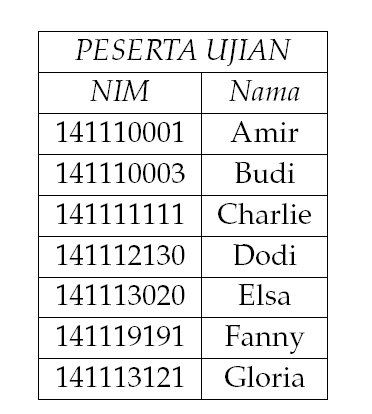 PESERTA UJIAN
NIM Nama
141110001 Amir
141110003 Budi
141111111 Charlie
141112130 Dodi
141113020 Elsa
141119191 Fanny
141113121 Gloria